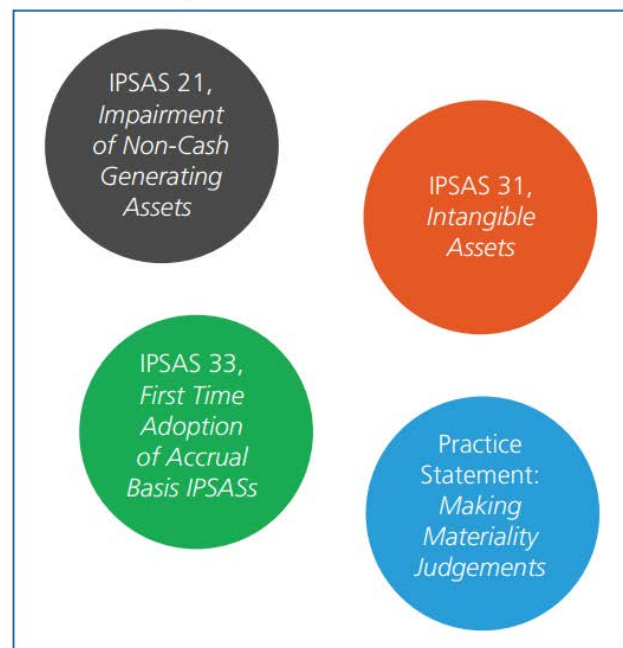 IPSAS 21,
Impairment
of Non-Cash
Generating
Assets
IPSAS 31,
Intangible
Assets
IPSAS 33,
First Time
Adoption
of Accrual
Basis IPSASs
Practice
Statement:
Making
Materiality
Judgements